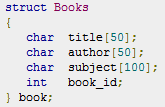 struct Books
{
   char  title[50];
   char  author[50];
   char  subject[100];
   int   book_id;
} book;